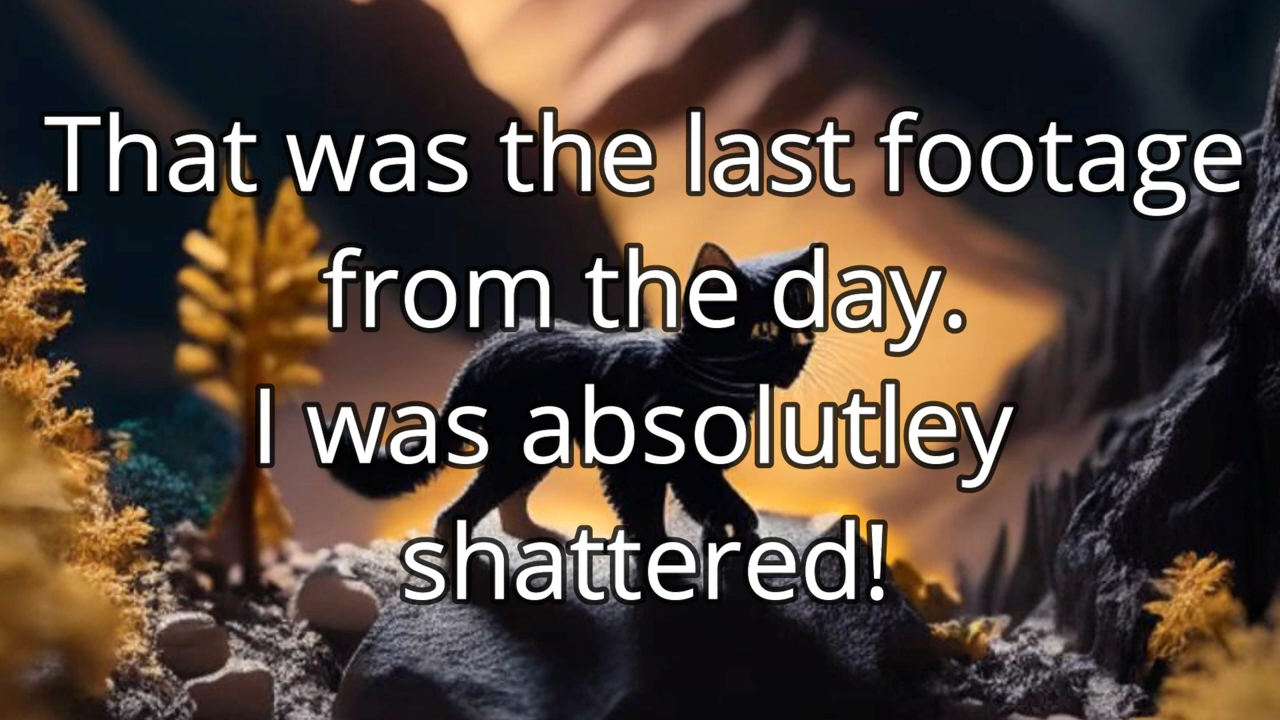 That was the last footage
from the day.
I was absolutley
shattered!